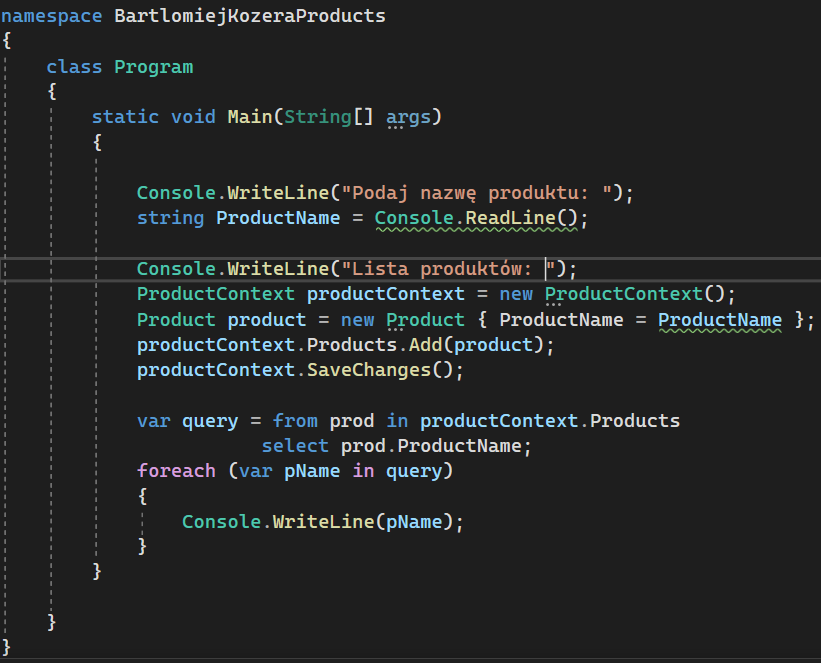 namespace BartlomiejKozeraProducts
{
class Program
{
static void Main(String[] args)
{
Console.WriteLine("Podaj nazwę produktu: ");
string ProductName = Console.ReadLine();
Console.WriteLine("Lista produktów: ");
ProductContext productContext = new ProductContext();
Product product = new Product { ProductName = ProductName };
productContext.Products.Add(product);
productContext.SaveChanges();
var query = from prod in productContext.Products
select prod.ProductName;
foreach (var pName in query)
{
Console.WriteLine(pName);
}
}
}
}